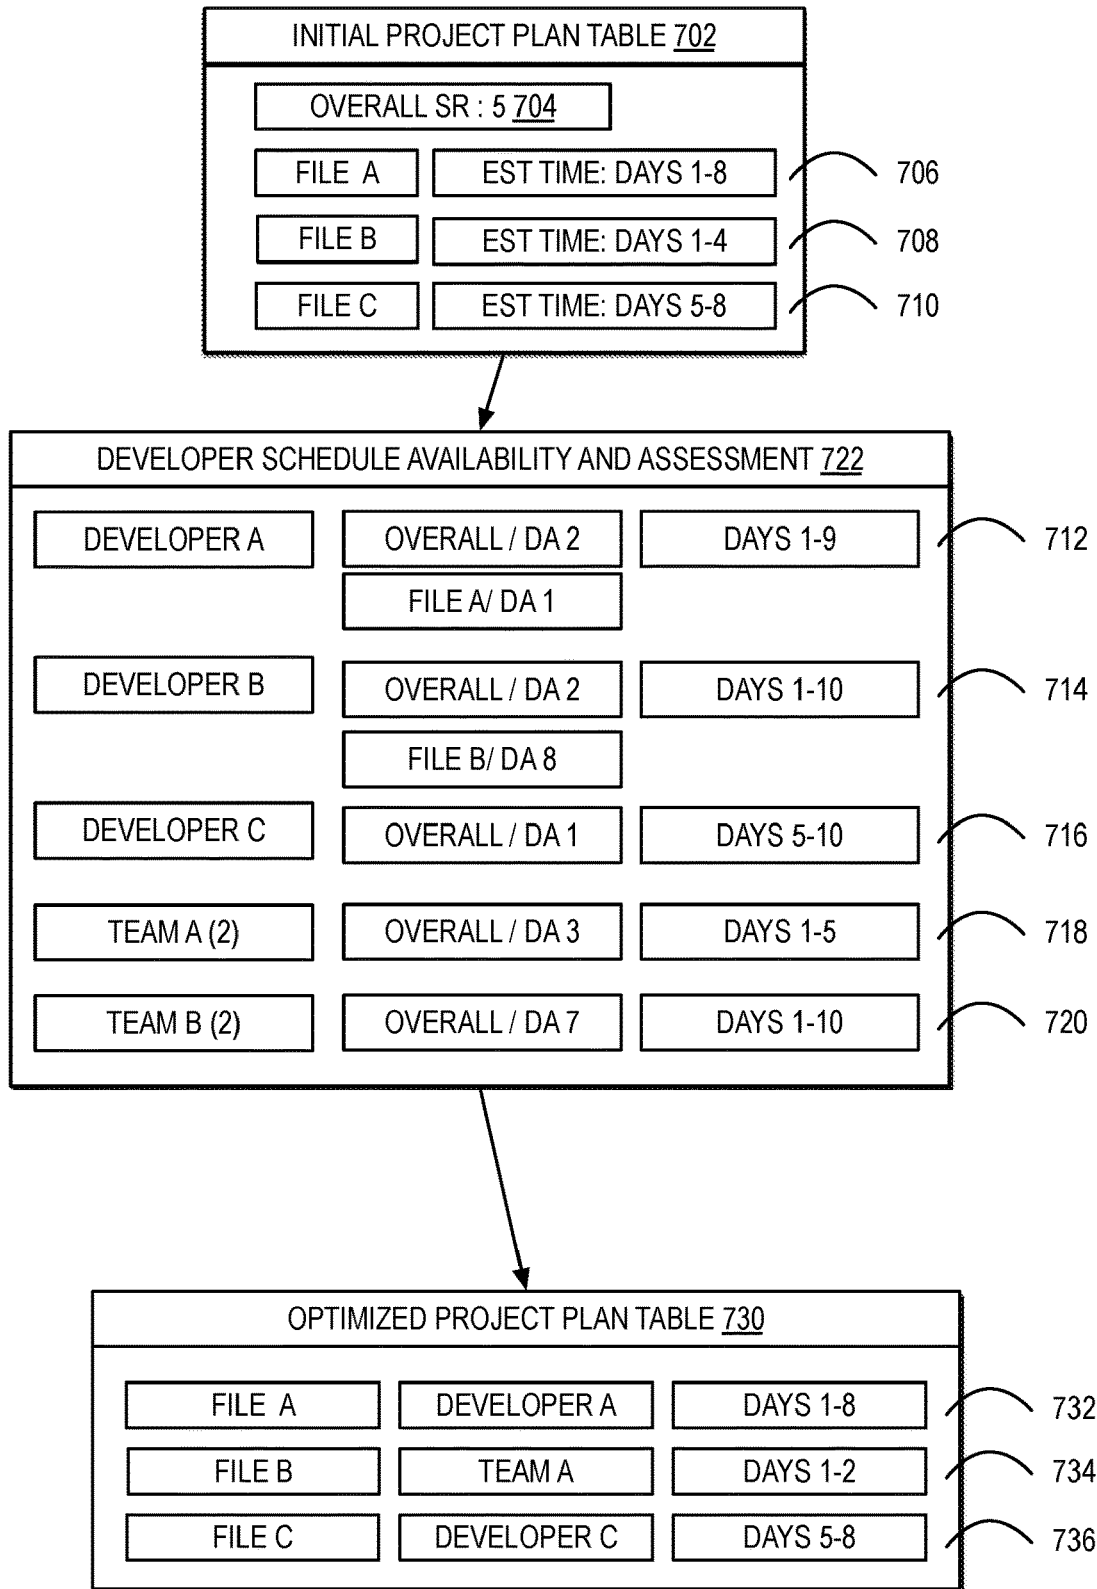 INITIAL PROJECT PLAN TABLE 702
OVERALL SR : 5 704
FILE A EST TIME: DAYS 1-8 706
FILE B EST TIME: DAYS 1-4 708
FILE C EST TIME: DAYS 5-8 710
DEVELOPER SCHEDULE AVAILABILITY AND ASSESSMENT 722
DEVELOPER A OVERALL / DA 2 DAYS 1-9 712
FILE A/ DA 1
DEVELOPER B OVERALL / DA 2 DAYS 1-10 714
FILE B/ DA 8
DEVELOPER C OVERALL / DA 1 DAYS 5-10 716
TEAM A (2) OVERALL / DA 3 DAYS 1-5 718
TEAM B (2) OVERALL / DA 7 DAYS 1-10 720
OPTIMIZED PROJECT PLAN TABLE 730
FILE A DEVELOPER A DAYS 1-8 732
FILE B TEAM A DAYS 1-2 734
FILE C DEVELOPER C DAYS 5-8 736